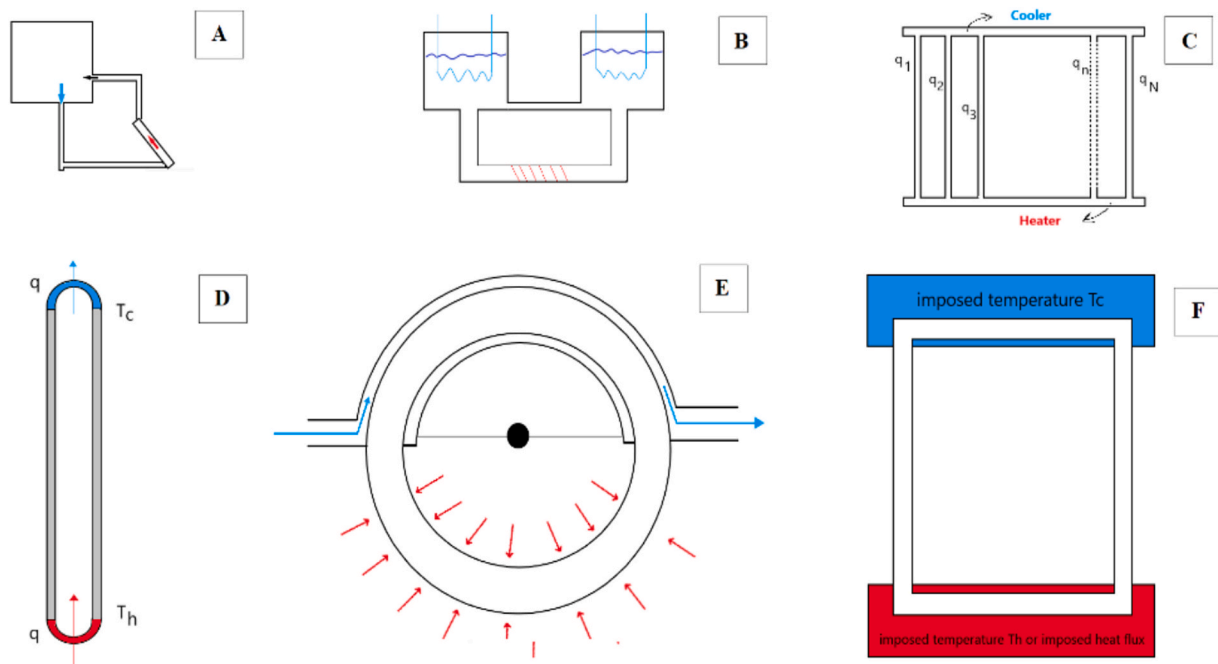 A
B
Cooler
C
q1
q2
q3
qn
qN
Heater
q
D
Tc
Th
q
E
imposed temperature Tc
F
imposed temperature Th or imposed heat flux